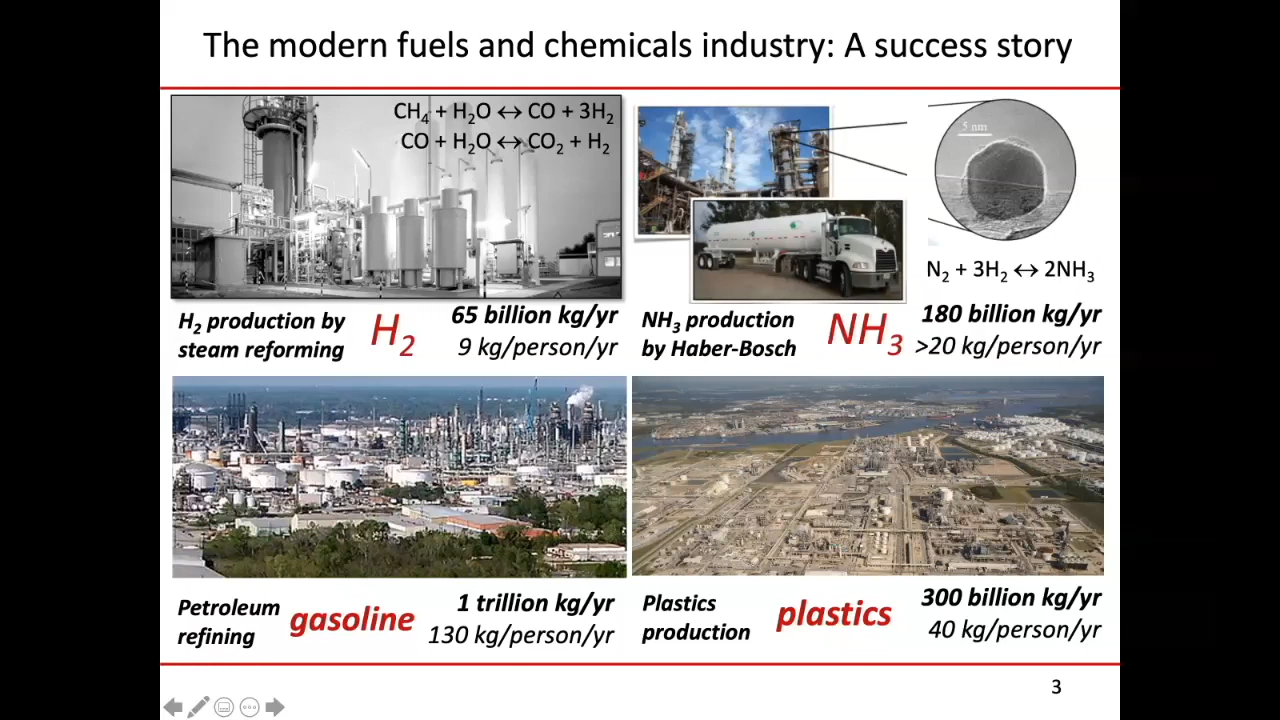 The modern fuels and chemicals industry: A success story
CH₄ + H₂O ↔ CO + 3H₂
CO + H₂O ↔ CO₂ + H₂
H₂ production by
steam reforming
H₂
65 billion kg/yr
9 kg/person/yr
5 nm
N₂ + 3H₂ ↔ 2NH₃
NH₃ production
by Haber-Bosch
NH₃
180 billion kg/yr
>20 kg/person/yr
Petroleum
refining
gasoline
1 trillion kg/yr
130 kg/person/yr
Plastics
production
plastics
300 billion kg/yr
40 kg/person/yr
3